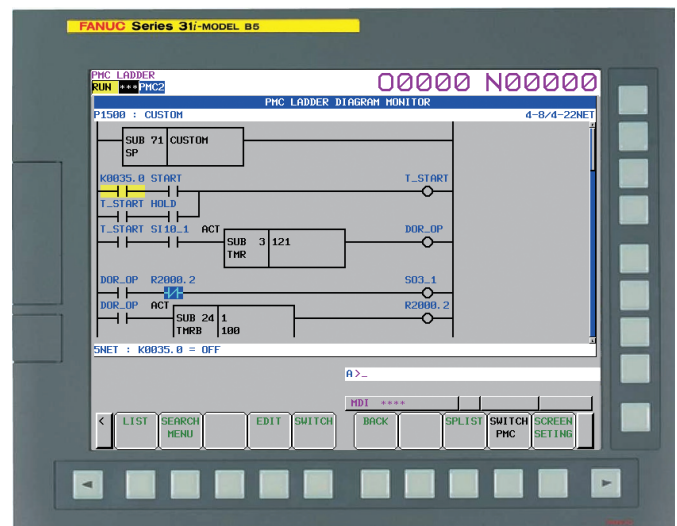 FANUC Series 31i-MODEL B5
PMC LADDER
RUN ***PMC2
O0000 N00000
PMC LADDER DIAGRAM MONITOR
P1500 : CUSTOM 4-8/4-22NET
SUB 71 CUSTOM
SP
K0035.0 START T_START
T_START HOLD
T_START SI10_1 ACT DOR_OP
SUB 3 121
TMR
DOR_OP R2000.2 SO3_1
DOR_OP ACT R2000.2
SUB 24 1
TMRB 100
5NET : K0035.0 = OFF
A>_
MDI ****
< LIST SEARCH MENU EDIT SWITCH BACK SPLIST SWITCH PMC SCREEN SETING